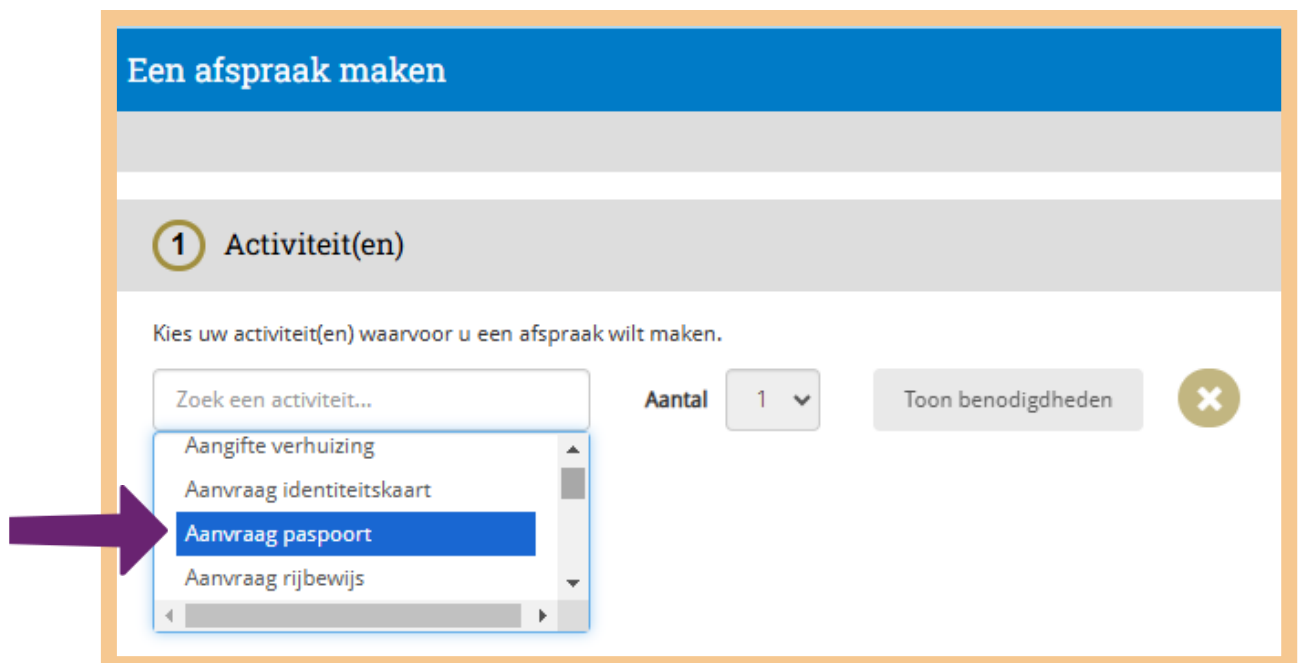 Een afspraak maken
1 Activiteit(en)
Kies uw activiteit(en) waarvoor u een afspraak wilt maken.
Zoek een activiteit... Aantal 1 Toon benodigdheden
Aangifte verhuizing
Aanvraag identiteitskaart
Aanvraag paspoort
Aanvraag rijbewijs